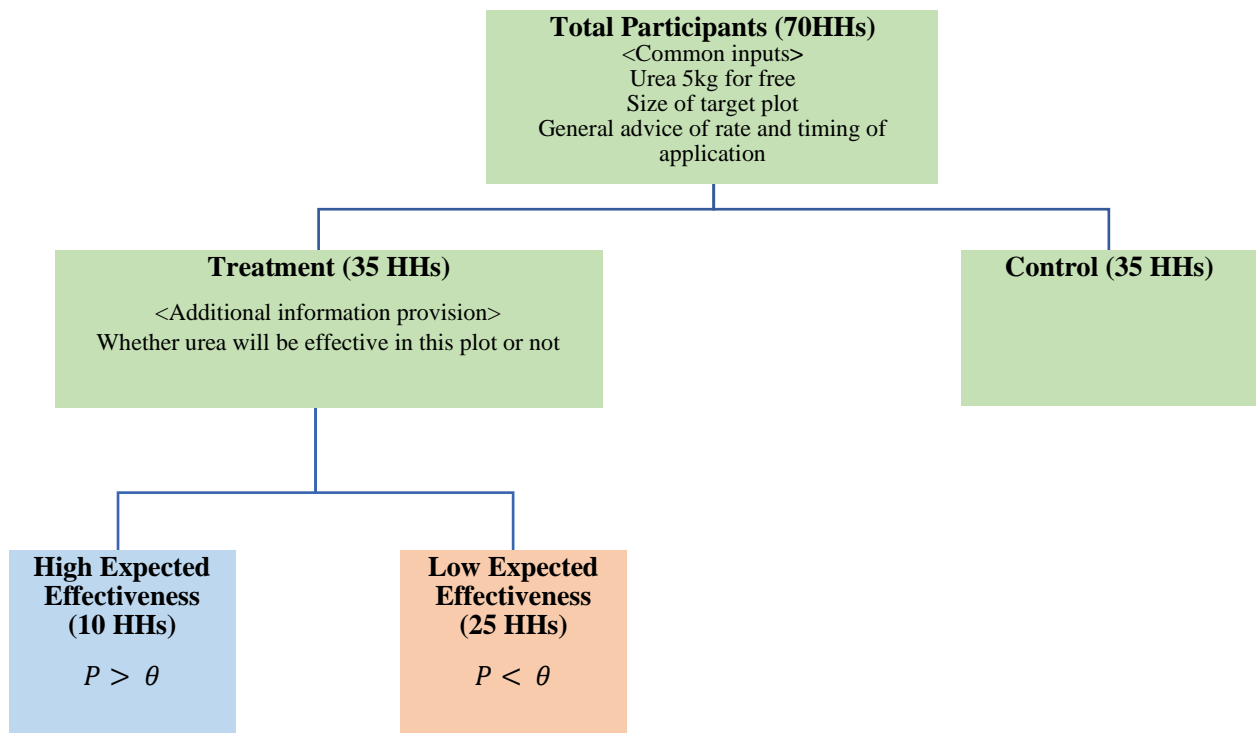 Total Participants (70HHs)
<Common inputs>
Urea 5kg for free
Size of target plot
General advice of rate and timing of
application
Treatment (35 HHs)
<Additional information provision>
Whether urea will be effective in this plot or not
Control (35 HHs)
High Expected
Effectiveness
(10 HHs)
P > θ
Low Expected
Effectiveness
(25 HHs)
P < θ